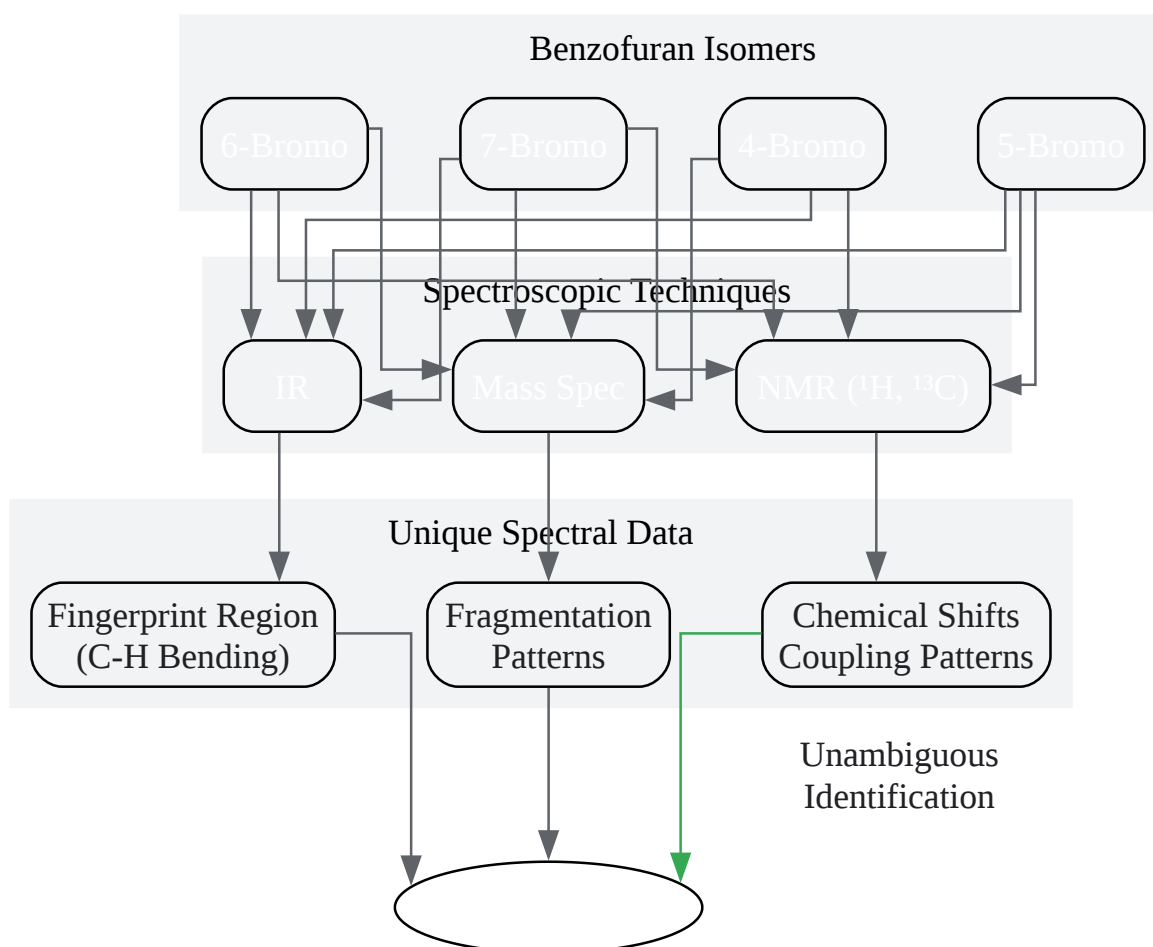 Benzofuran Isomers
6-Bromo
7-Bromo
4-Bromo
5-Bromo
Spectroscopic Techniques
IR
Mass Spec
NMR (¹H, ¹³C)
Unique Spectral Data
Fingerprint Region
(C-H Bending)
Fragmentation
Patterns
Chemical Shifts
Coupling Patterns
Unambiguous
Identification